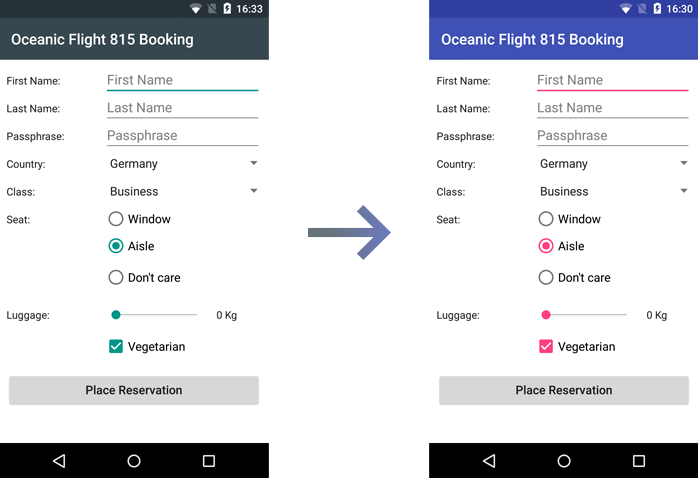 16:33
Oceanic Flight 815 Booking
First Name: First Name
Last Name: Last Name
Passphrase: Passphrase
Country: Germany
Class: Business
Seat: Window
Aisle
Don't care
Luggage: 0 Kg
Vegetarian
Place Reservation
16:30
Oceanic Flight 815 Booking
First Name: First Name
Last Name: Last Name
Passphrase: Passphrase
Country: Germany
Class: Business
Seat: Window
Aisle
Don't care
Luggage: 0 Kg
Vegetarian
Place Reservation